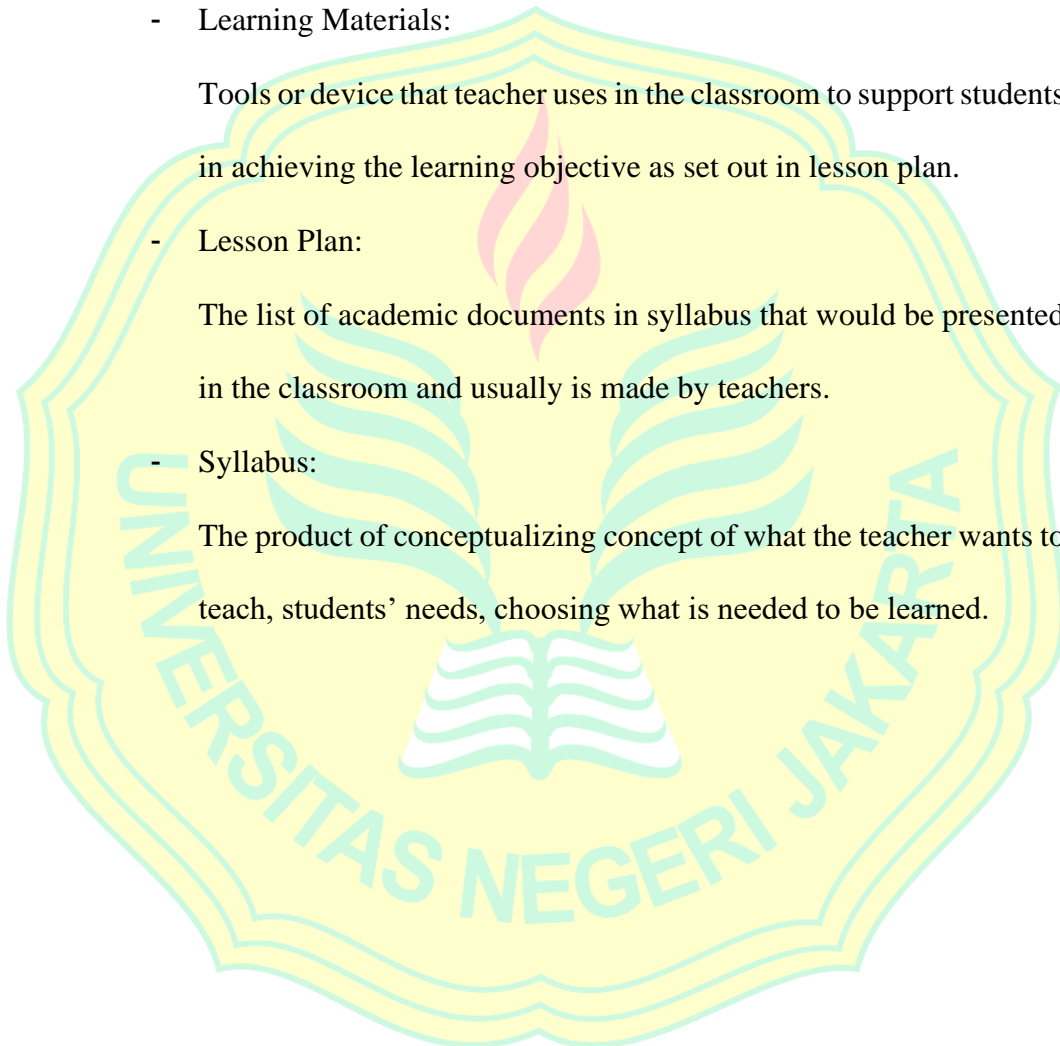 - Learning Materials:
Tools or device that teacher uses in the classroom to support students
in achieving the learning objective as set out in lesson plan.
- Lesson Plan:
The list of academic documents in syllabus that would be presented
in the classroom and usually is made by teachers.
- Syllabus:
The product of conceptualizing concept of what the teacher wants to
teach, students’ needs, choosing what is needed to be learned.
UNIVERSITAS NEGERI JAKARTA